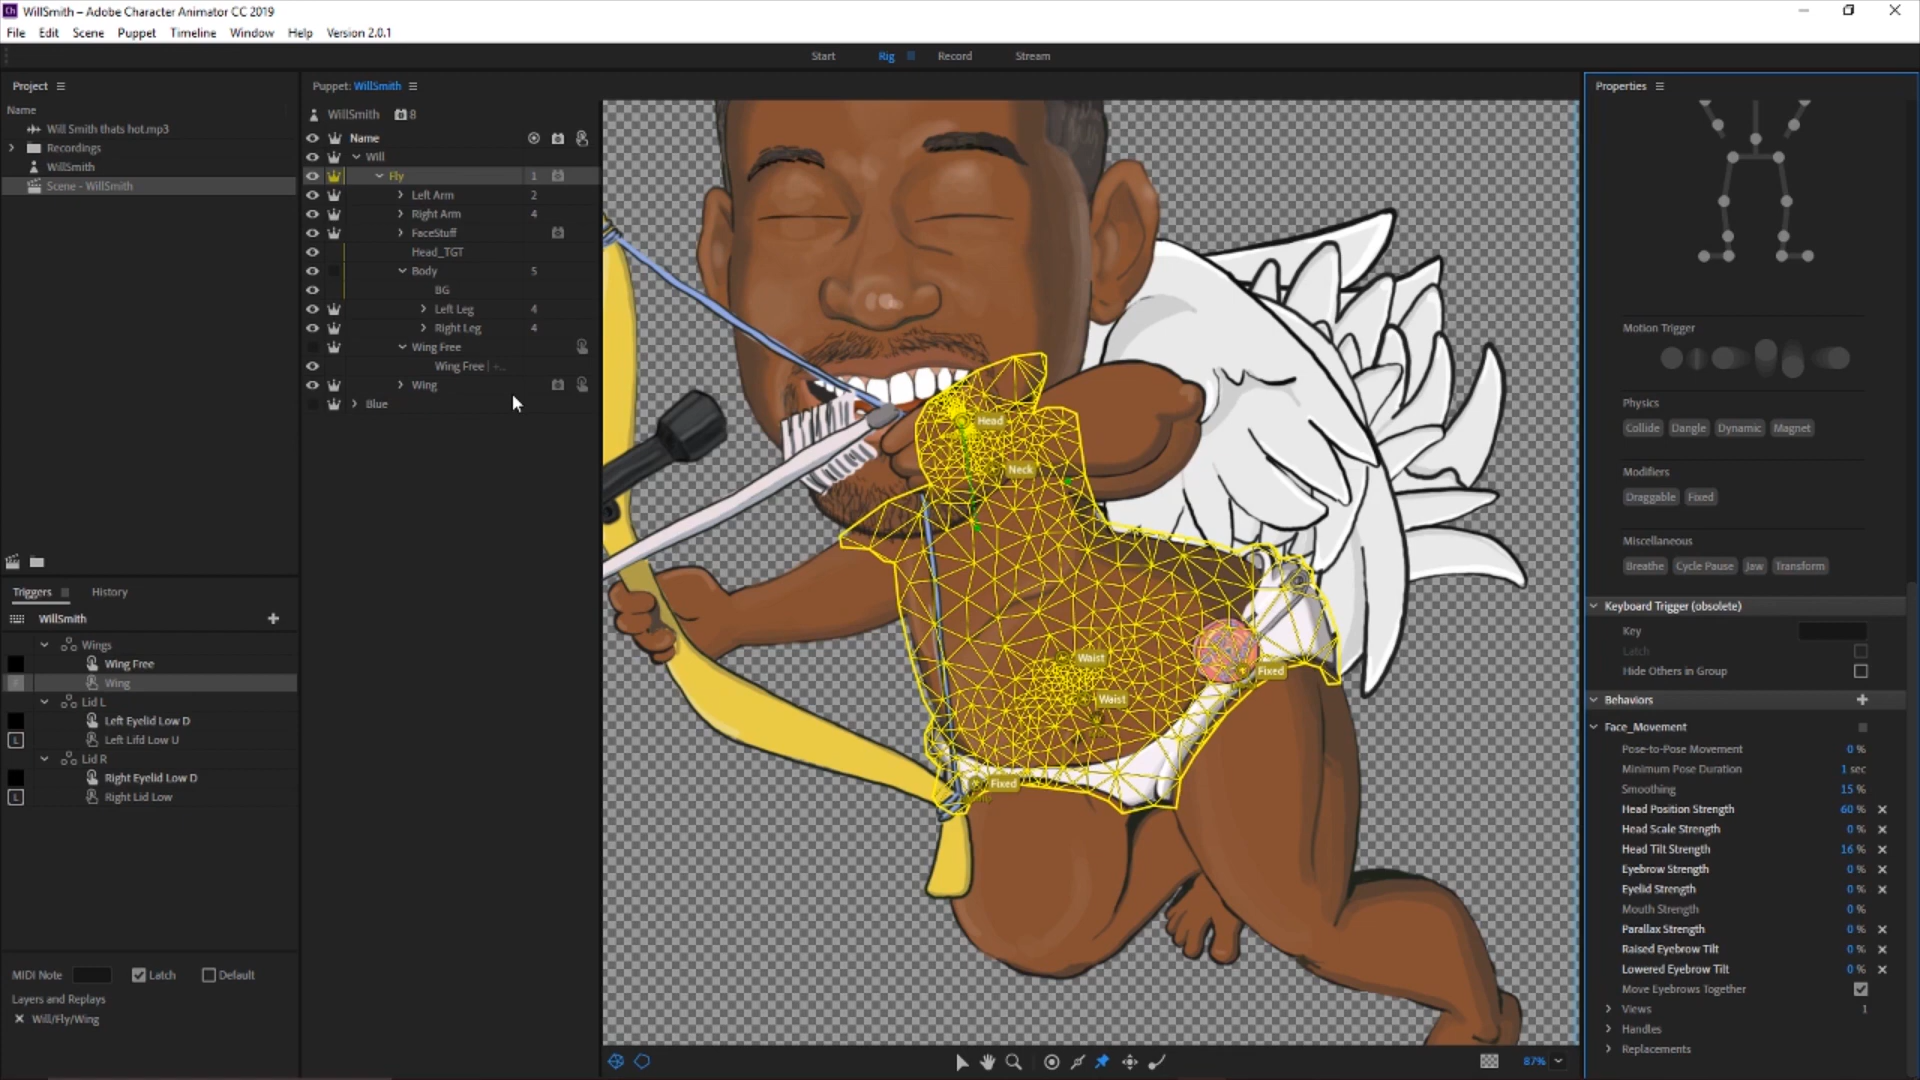 WillSmith – Adobe Character Animator CC 2019
File Edit Scene Puppet Timeline Window Help Version 2.0.1
Start Rig Record Stream
Project
Name
Will Smith thats hot.mp3
Recordings
WillSmith
Scene - WillSmith
Puppet: WillSmith
WillSmith 8
Name
Will
Fly 1
Left Arm 2
Right Arm 4
FaceStuff
Head_TGT
Body 5
BG
Left Leg 4
Right Leg 4
Wing Free
Wing Free | +...
Wing
Blue
Head
Neck
Waist
Waist
Fixed
Fixed
Triggers History
WillSmith
Wings
Wing Free
Wing
Lid L
Left Eyelid Low D
L Left Lifd Low U
Lid R
Right Eyelid Low D
L Right Lid Low
MIDI Note Latch Default
Layers and Replays
Will/Fly/Wing
87%
Properties
Motion Trigger
Physics
Collide Dangle Dynamic Magnet
Modifiers
Draggable Fixed
Miscellaneous
Breathe Cycle Pause Jaw Transform
Keyboard Trigger (obsolete)
Key
Latch
Hide Others in Group
Behaviors
Face_Movement
Pose-to-Pose Movement 0 %
Minimum Pose Duration 1 sec
Smoothing 15 %
Head Position Strength 60 %
Head Scale Strength 0 %
Head Tilt Strength 16 %
Eyebrow Strength 0 %
Eyelid Strength 0 %
Mouth Strength 0 %
Parallax Strength 0 %
Raised Eyebrow Tilt 0 %
Lowered Eyebrow Tilt 0 %
Move Eyebrows Together
Views 1
Handles
Replacements